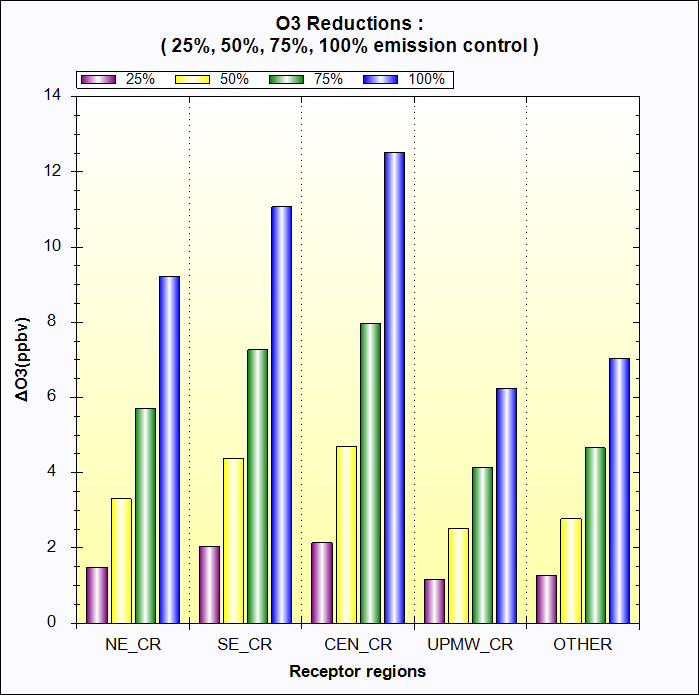 O3 Reductions :
( 25%, 50%, 75%, 100% emission control )
25% 50% 75% 100%
14
12
10
8
6
4
2
0
ΔO3(ppbv)
NE_CR SE_CR CEN_CR UPMW_CR OTHER
Receptor regions